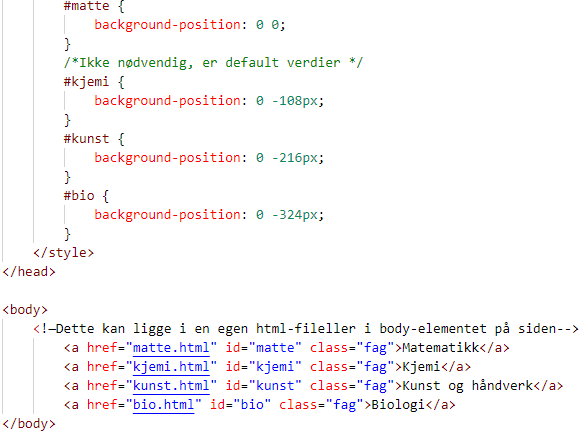 #matte {
background-position: 0 0;
}
/*Ikke nødvendig, er default verdier */
#kjemi {
background-position: 0 -108px;
}
#kunst {
background-position: 0 -216px;
}
#bio {
background-position: 0 -324px;
}
</style>
</head>
<body>
<!—Dette kan ligge i en egen html-fileller i body-elementet på siden-->
<a href="matte.html" id="matte" class="fag">Matematikk</a>
<a href="kjemi.html" id="kjemi" class="fag">Kjemi</a>
<a href="kunst.html" id="kunst" class="fag">Kunst og håndverk</a>
<a href="bio.html" id="bio" class="fag">Biologi</a>
</body>